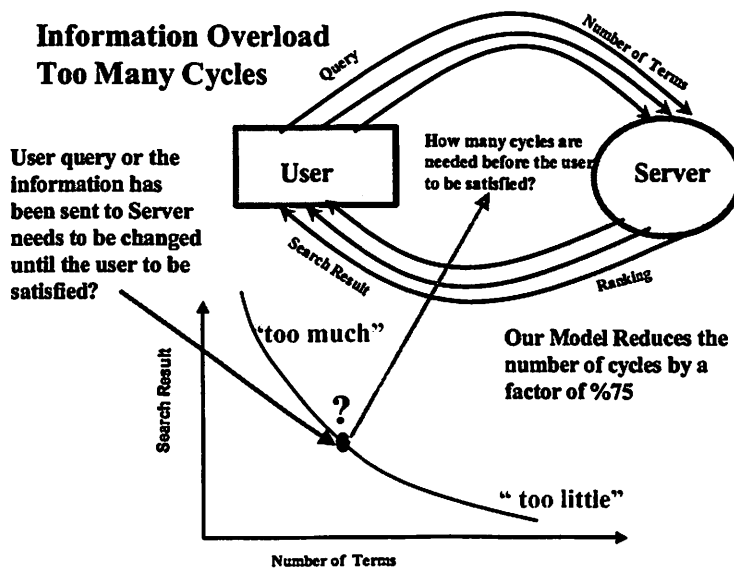 Information Overload
Too Many Cycles
Query
Number of Terms
User query or the
information has
been sent to Server
needs to be changed
until the user to be
satisfied?
User
How many cycles are
needed before the user
to be satisfied?
Server
Search Result
Ranking
"too much"
Our Model Reduces the
number of cycles by a
factor of %75
?
Search Result
" too little"
Number of Terms